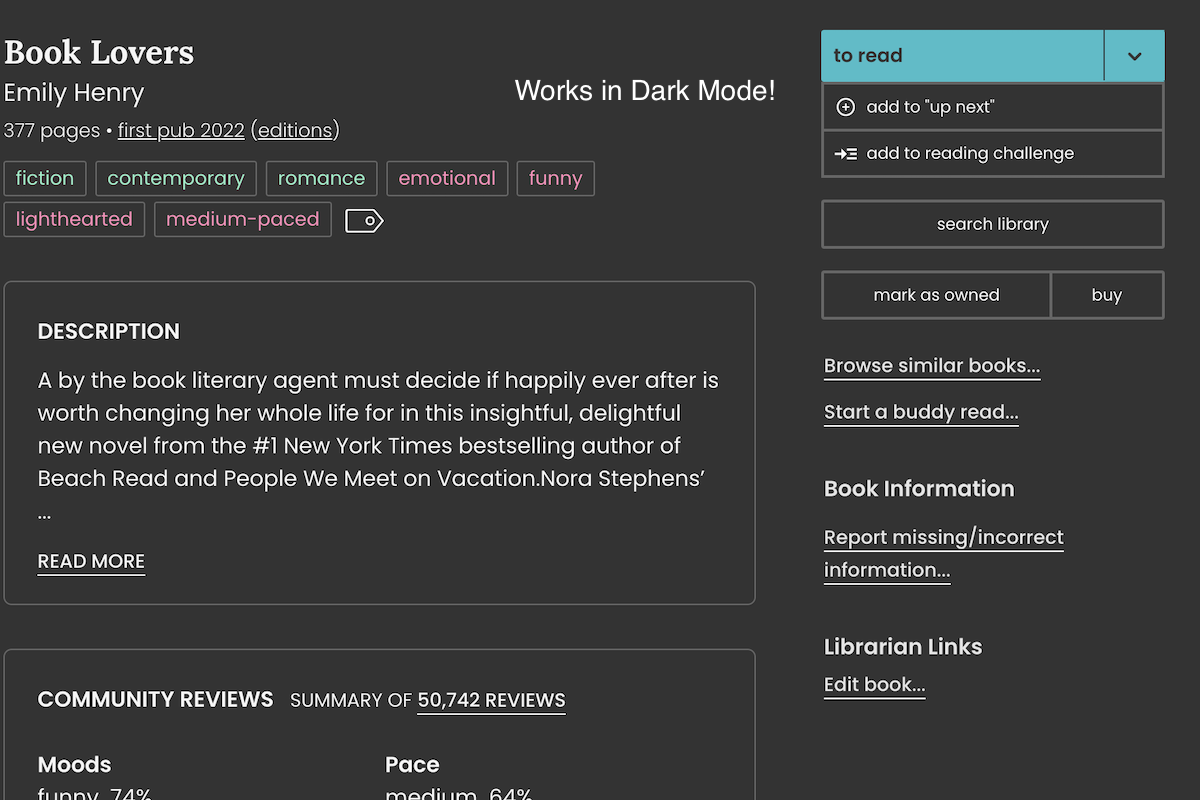 Book Lovers
Emily Henry
Works in Dark Mode!
377 pages • first pub 2022 (editions)
fiction contemporary romance emotional funny
lighthearted medium-paced
DESCRIPTION
A by the book literary agent must decide if happily ever after is
worth changing her whole life for in this insightful, delightful
new novel from the #1 New York Times bestselling author of
Beach Read and People We Meet on Vacation.Nora Stephens’
...
READ MORE
COMMUNITY REVIEWS SUMMARY OF 50,742 REVIEWS
Moods
funny 74%
Pace
medium 64%
to read
add to "up next"
add to reading challenge
search library
mark as owned buy
Browse similar books...
Start a buddy read...
Book Information
Report missing/incorrect
information...
Librarian Links
Edit book...